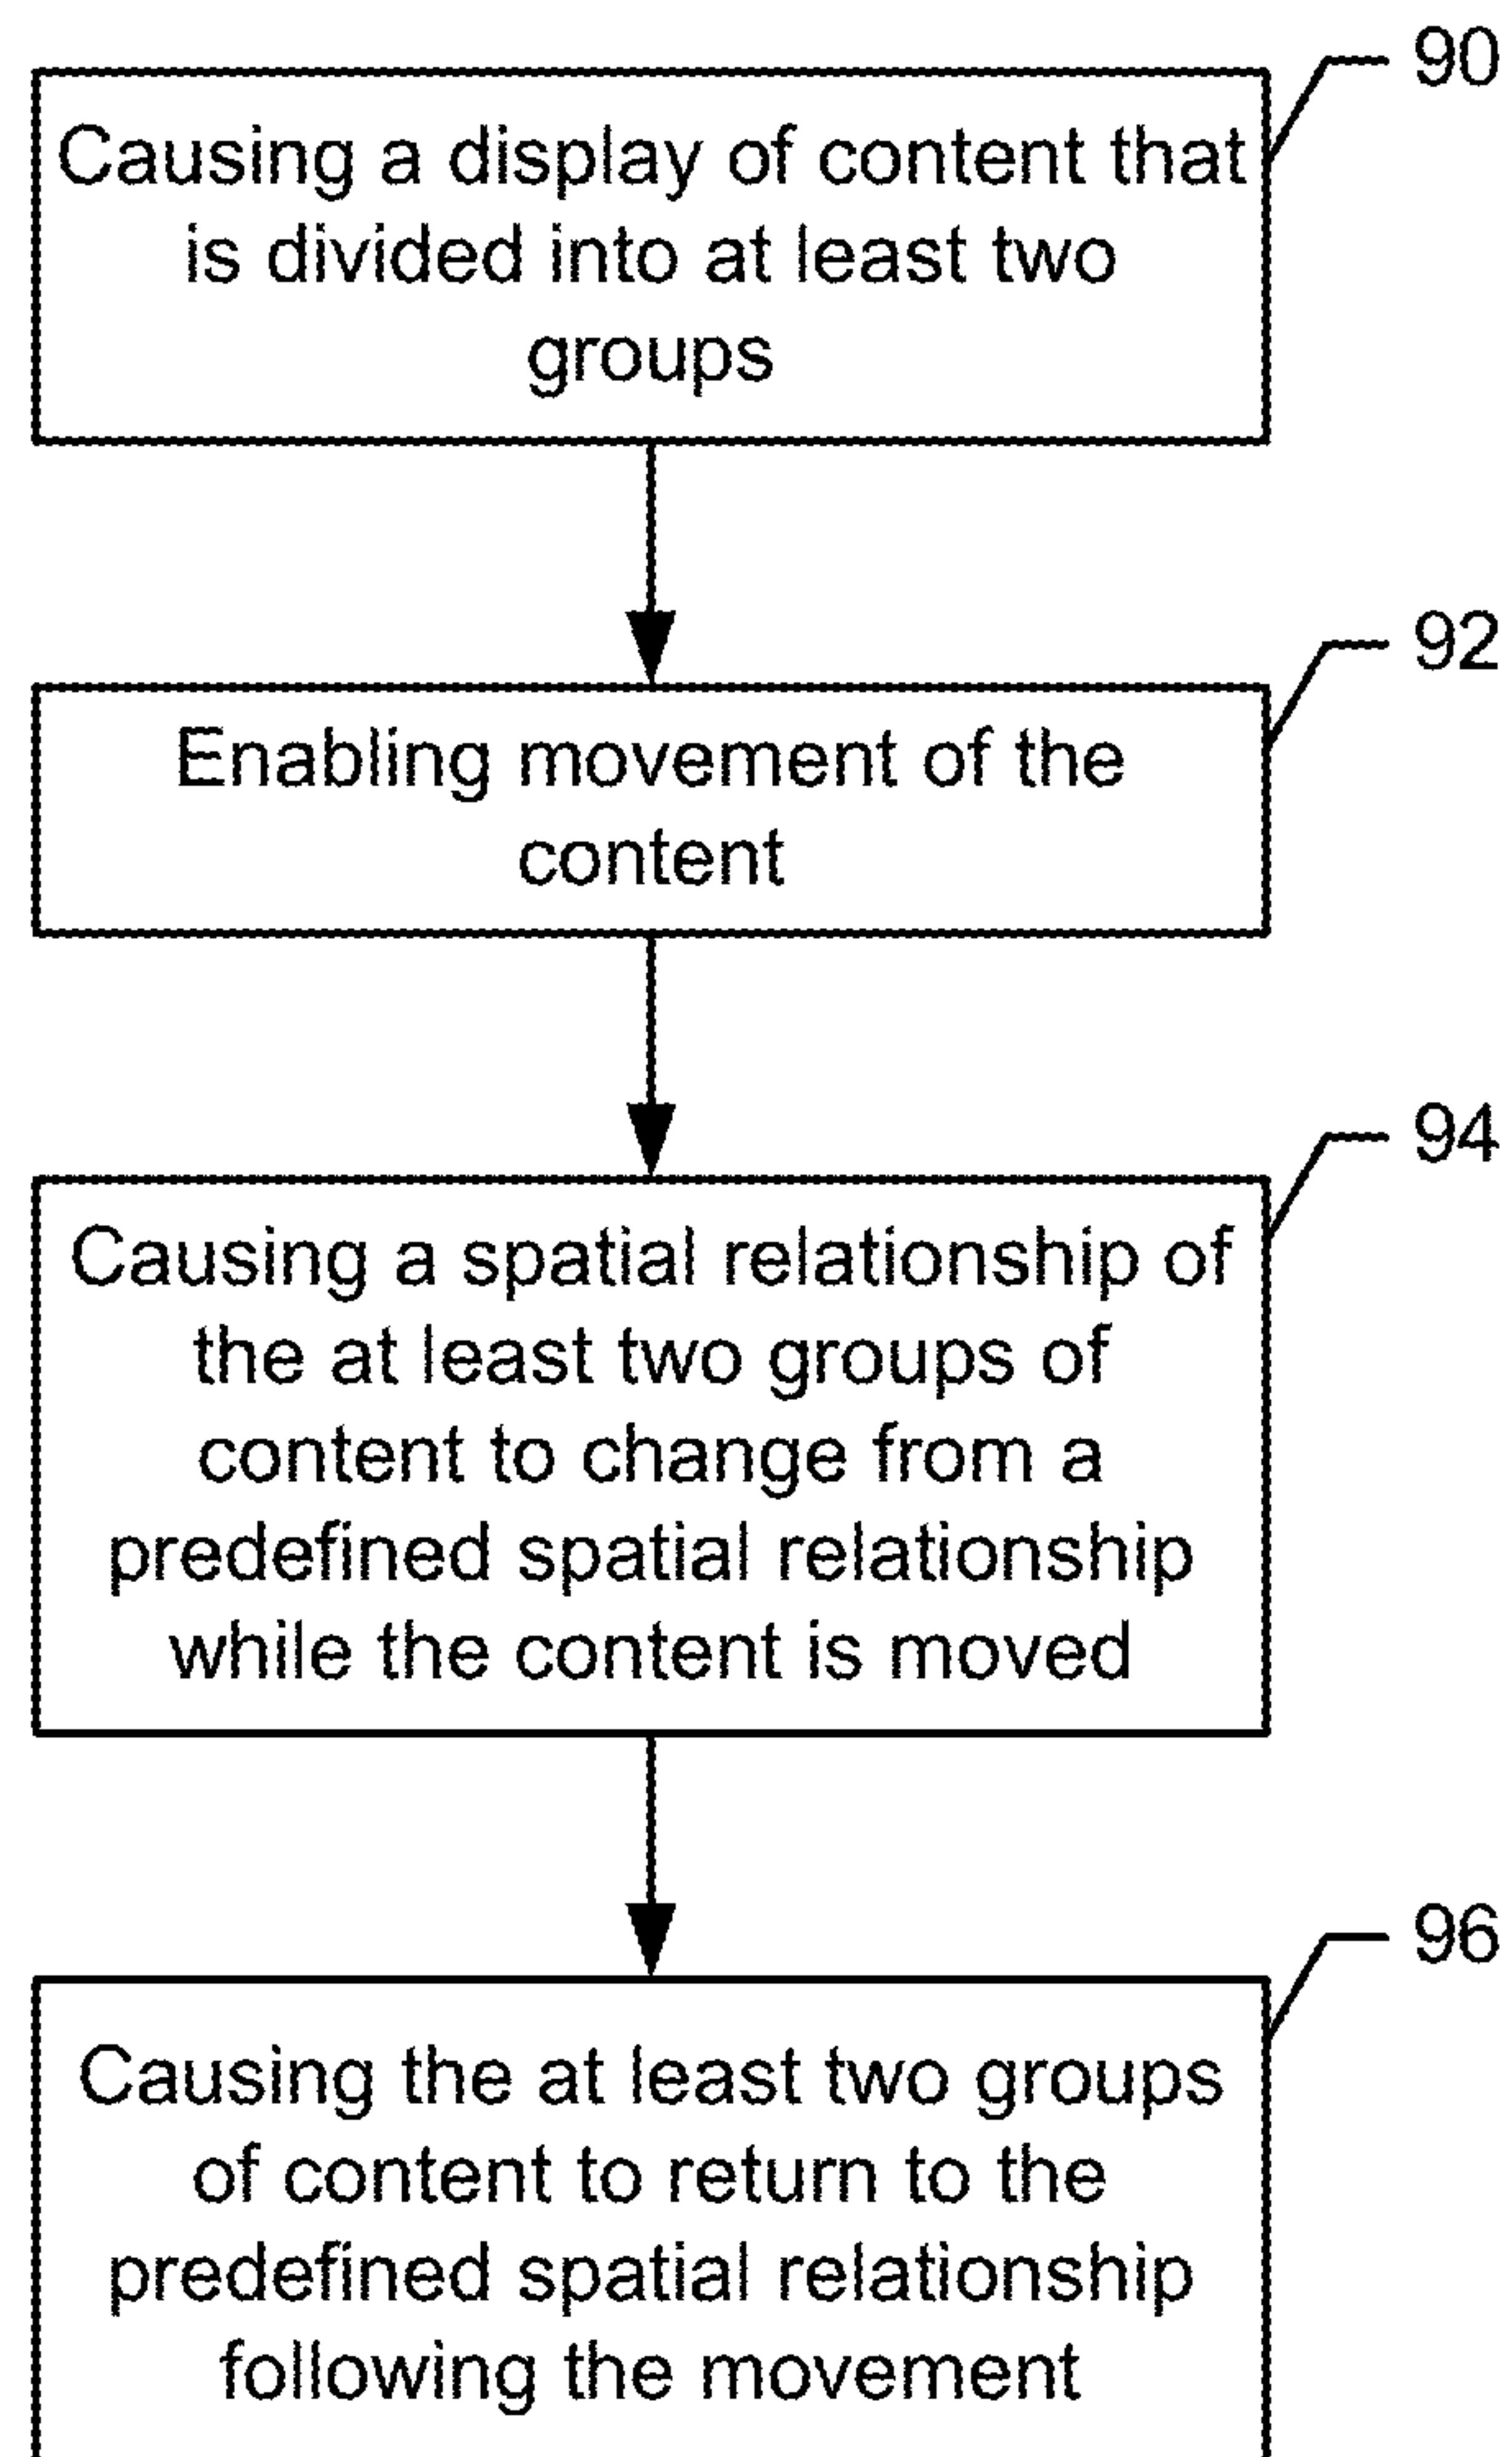 90
Causing a display of content that
is divided into at least two
groups
92
Enabling movement of the
content
94
Causing a spatial relationship of
the at least two groups of
content to change from a
predefined spatial relationship
while the content is moved
96
Causing the at least two groups
of content to return to the
predefined spatial relationship
following the movement